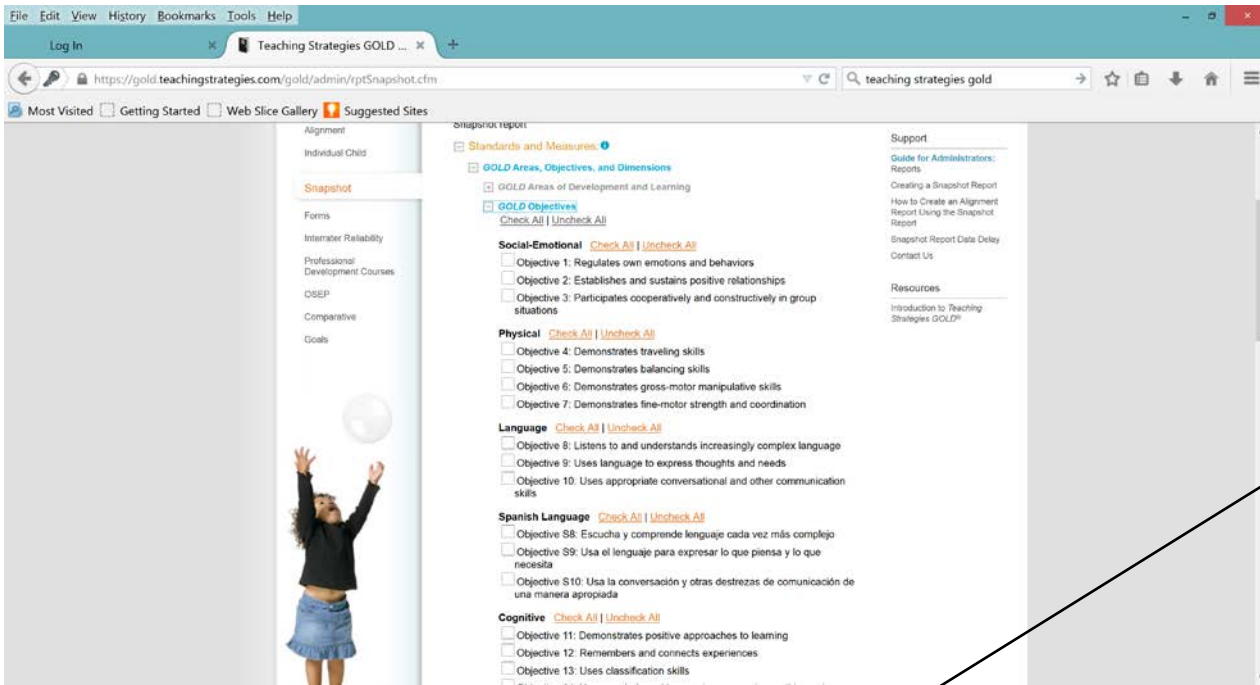 File Edit View History Bookmarks Tools Help
Log In
Teaching Strategies GOLD ...
https://gold.teachingstrategies.com/gold/admin/rptSnapshot.cfm
teaching strategies gold
Most Visited Getting Started Web Slice Gallery Suggested Sites
Alignment
Individual Child
Snapshot
Forms
Interrater Reliability
Professional
Development Courses
OSEP
Comparative
Goals
Snapshot report
Standards and Measures:
GOLD Areas, Objectives, and Dimensions
GOLD Areas of Development and Learning
GOLD Objectives
Check All | Uncheck All
Social-Emotional Check All | Uncheck All
Objective 1: Regulates own emotions and behaviors
Objective 2: Establishes and sustains positive relationships
Objective 3: Participates cooperatively and constructively in group
situations
Physical Check All | Uncheck All
Objective 4: Demonstrates traveling skills
Objective 5: Demonstrates balancing skills
Objective 6: Demonstrates gross-motor manipulative skills
Objective 7: Demonstrates fine-motor strength and coordination
Language Check All | Uncheck All
Objective 8: Listens to and understands increasingly complex language
Objective 9: Uses language to express thoughts and needs
Objective 10: Uses appropriate conversational and other communication
skills
Spanish Language Check All | Uncheck All
Objective S8: Escucha y comprende lenguaje cada vez más complejo
Objective S9: Usa el lenguaje para expresar lo que piensa y lo que
necesita
Objective S10: Usa la conversación y otras destrezas de comunicación de
una manera apropiada
Cognitive Check All | Uncheck All
Objective 11: Demonstrates positive approaches to learning
Objective 12: Remembers and connects experiences
Objective 13: Uses classification skills
Support
Guide for Administrators:
Reports
Creating a Snapshot Report
How to Create an Alignment
Report Using the Snapshot
Report
Snapshot Report Data Delay
Contact Us
Resources
Introduction to Teaching
Strategies GOLD®